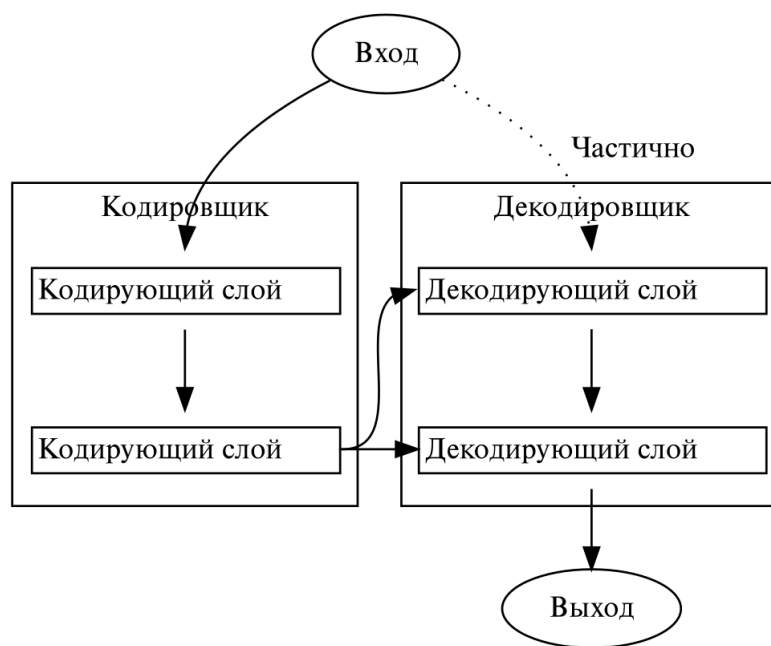 Вход
Частично
Кодировщик
Декодировщик
Кодирующий слой
Декодирующий слой
Кодирующий слой
Декодирующий слой
Выход